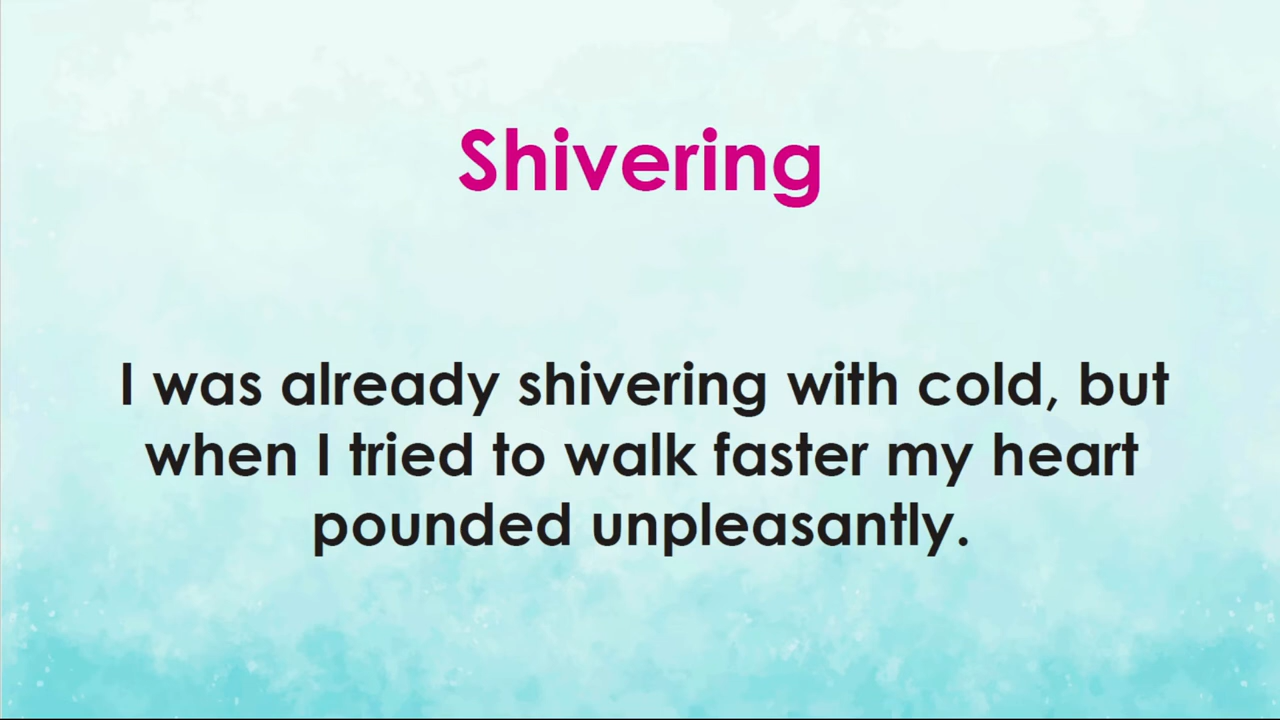 Shivering
I was already shivering with cold, but
when I tried to walk faster my heart
pounded unpleasantly.